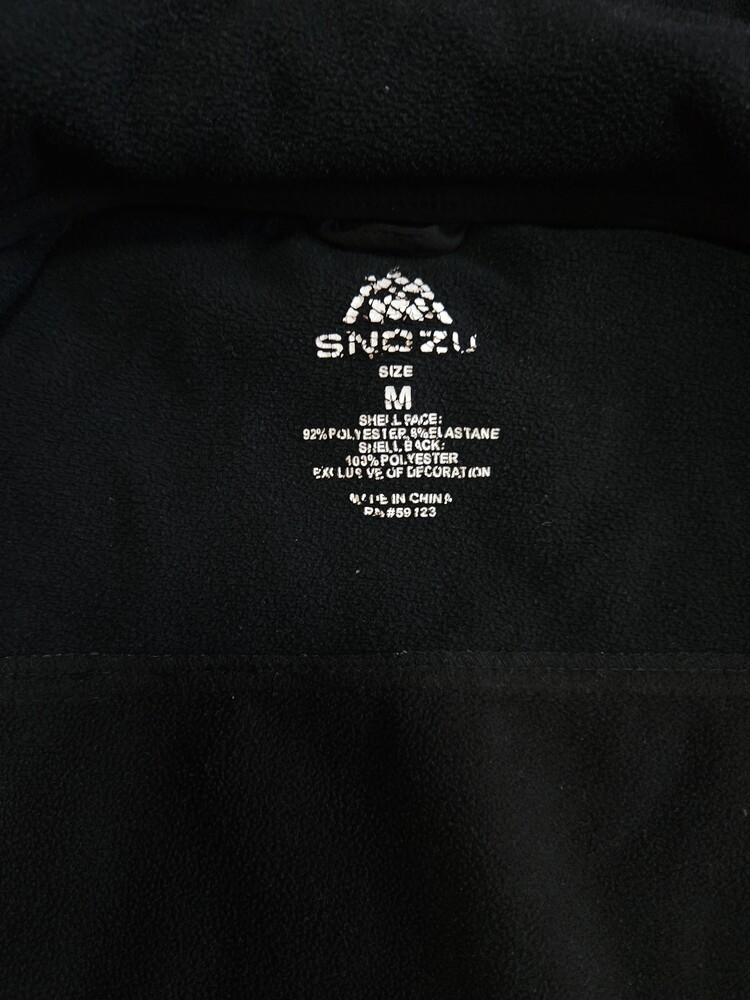 SNOZU
SIZE
M
SHELL FACE:
92% POLYESTER, 8% ELASTANE
SHELL BACK:
100% POLYESTER
EXCLUSIVE OF DECORATION
MADE IN CHINA
RN#59123